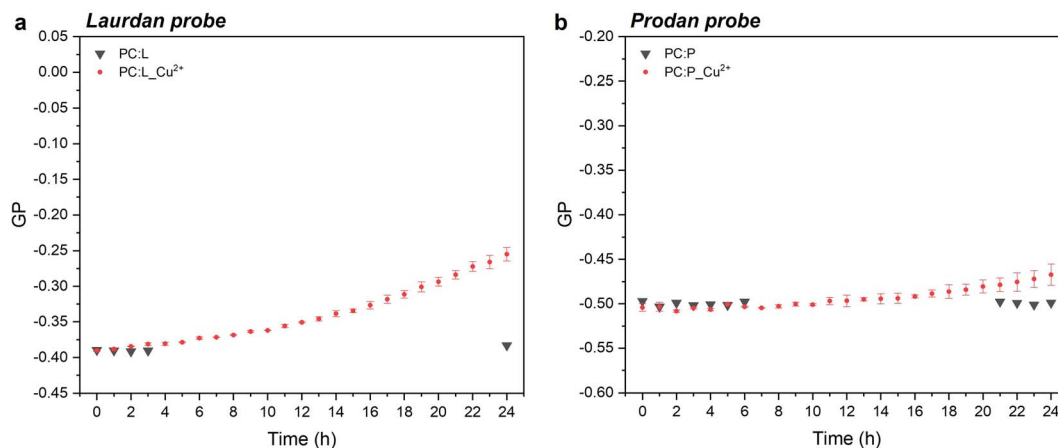 a Laurdan probe
0.05
0.00
-0.05
-0.10
-0.15
-0.20
-0.25
-0.30
-0.35
-0.40
-0.45
GP
PC:L
PC:L_Cu²⁺
0 2 4 6 8 10 12 14 16 18 20 22 24
Time (h)
b Prodan probe
-0.20
-0.25
-0.30
-0.35
-0.40
-0.45
-0.50
-0.55
-0.60
GP
PC:P
PC:P_Cu²⁺
0 2 4 6 8 10 12 14 16 18 20 22 24
Time (h)